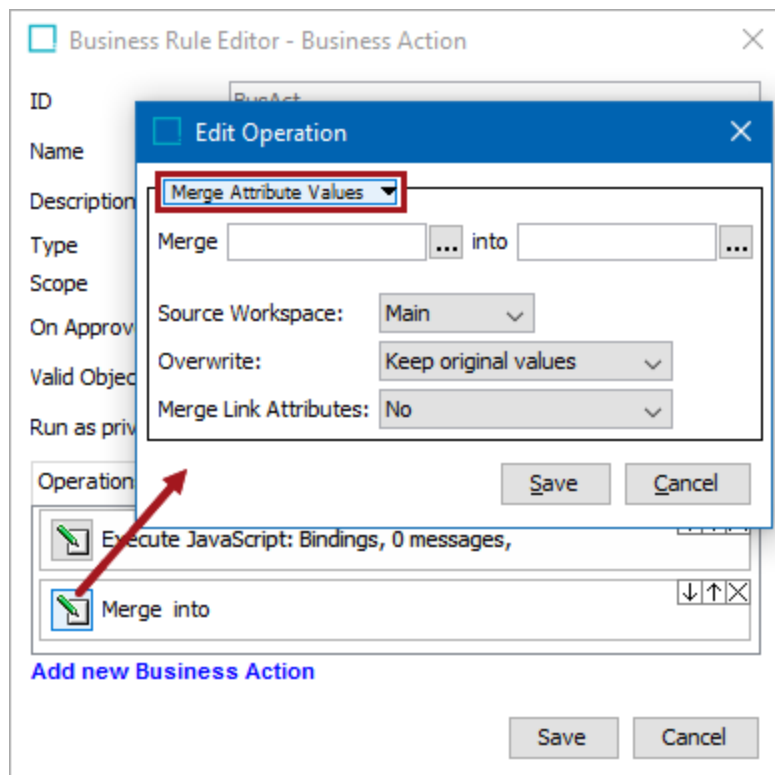 Business Rule Editor - Business Action
ID
Edit Operation
Name
Merge Attribute Values
Description
Merge ... into ...
Type
Scope
Source Workspace: Main
On Approv
Overwrite: Keep original values
Valid Objec
Merge Link Attributes: No
Run as priv
Operation
Save Cancel
Execute JavaScript: Bindings, 0 messages,
Merge into
Add new Business Action
Save Cancel